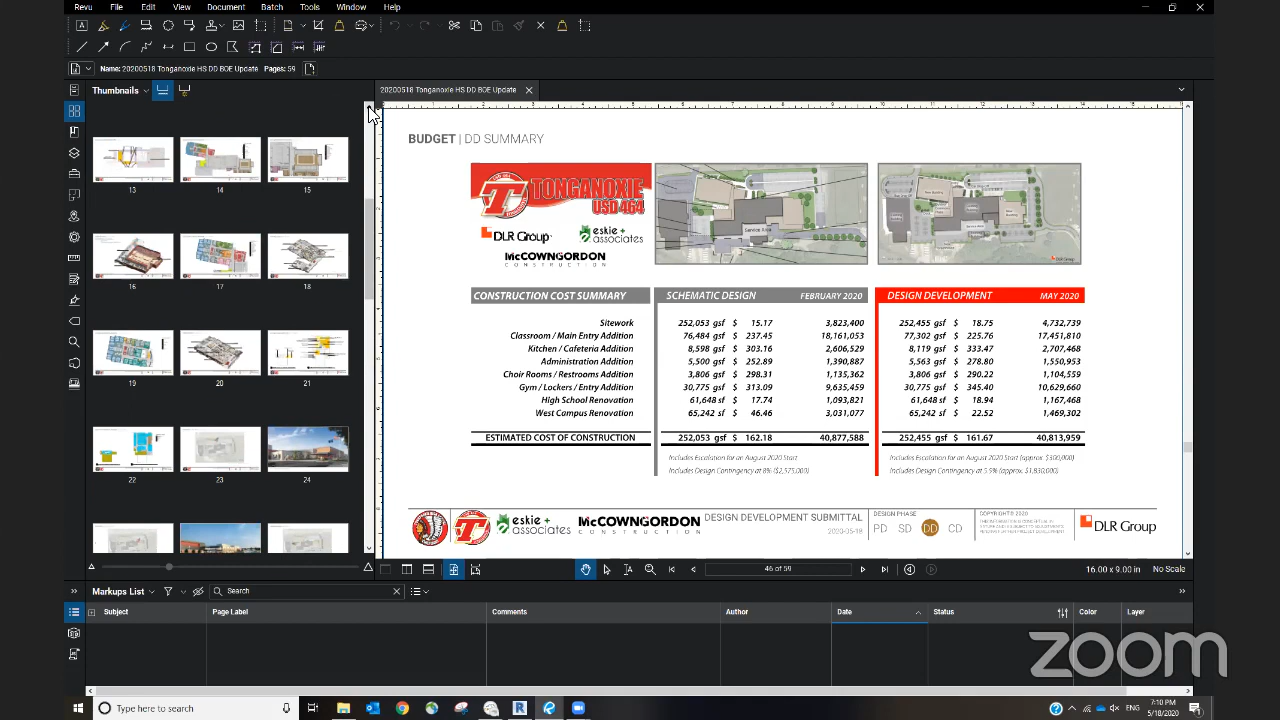 Revu File Edit View Document Batch Tools Window Help
Name: 20200518 Tonganoxie HS DD BOE Update Pages: 59
Thumbnails
20200518 Tonganoxie HS DD BOE Update
BUDGET | DD SUMMARY
13 14 15
16 17 18
19 20 21
22 23 24
TONGANOXIE
USD 464
DLR Group
eskie +
associates
McCOWNGORDON
CONSTRUCTION
Service Area
DLR Group
CONSTRUCTION COST SUMMARY SCHEMATIC DESIGN FEBRUARY 2020 DESIGN DEVELOPMENT MAY 2020
Sitework 252,053 gsf $ 15.17 3,823,400 252,455 gsf $ 18.75 4,732,739
Classroom / Main Entry Addition 76,484 gsf $ 237.45 18,161,053 77,302 gsf $ 225.76 17,451,810
Kitchen / Cafeteria Addition 8,598 gsf $ 303.16 2,606,529 8,119 gsf $ 333.47 2,707,468
Administration Addition 5,500 gsf $ 252.89 1,390,887 5,563 gsf $ 278.80 1,550,953
Choir Rooms / Restrooms Addition 3,806 gsf $ 298.31 1,135,362 3,806 gsf $ 290.22 1,104,559
Gym / Lockers / Entry Addition 30,775 gsf $ 313.09 9,635,459 30,775 gsf $ 345.40 10,629,660
High School Renovation 61,648 sf $ 17.74 1,093,821 61,648 sf $ 18.94 1,167,468
West Campus Renovation 65,242 sf $ 46.46 3,031,077 65,242 sf $ 22.52 1,469,302
ESTIMATED COST OF CONSTRUCTION 252,053 gsf $ 162.18 40,877,588 252,455 gsf $ 161.67 40,813,959
Includes Escalation for an August 2020 Start Includes Escalation for an August 2020 Start (approx. $300,000)
Includes Design Contingency at 8% ($2,575,000) Includes Design Contingency at 5.5% (approx. $1,830,000)
eskie +
associates
McCOWNGORDON
CONSTRUCTION
DESIGN DEVELOPMENT SUBMITTAL
2020-05-18
DESIGN PHASE
PD SD DD CD
COPYRIGHT© 2020
DLR Group
46 of 59
16.00 x 9.00 in No Scale
Markups List Search
Subject Page Label Comments Author Date Status Color Layer
zoom
Type here to search
7:10 PM
5/18/2020